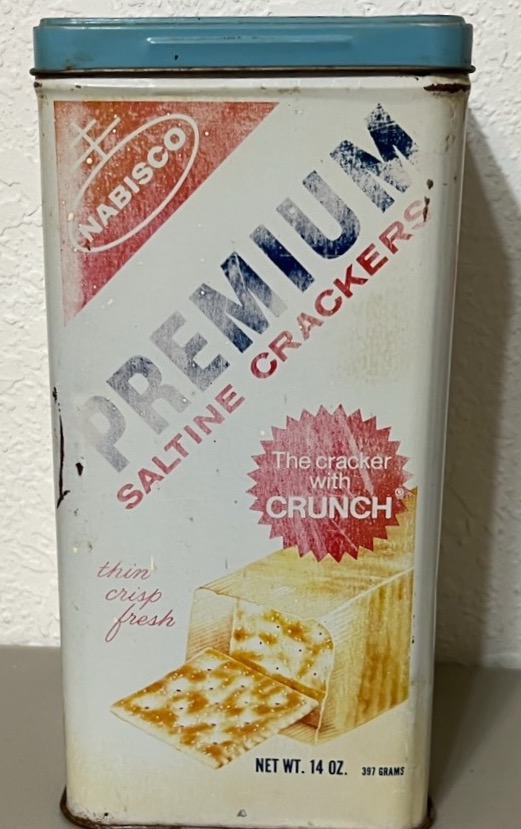 NABISCO
PREMIUM
SALTINE CRACKERS
The cracker
with
CRUNCH®
thin
crisp
fresh
NET WT. 14 OZ. 397 GRAMS